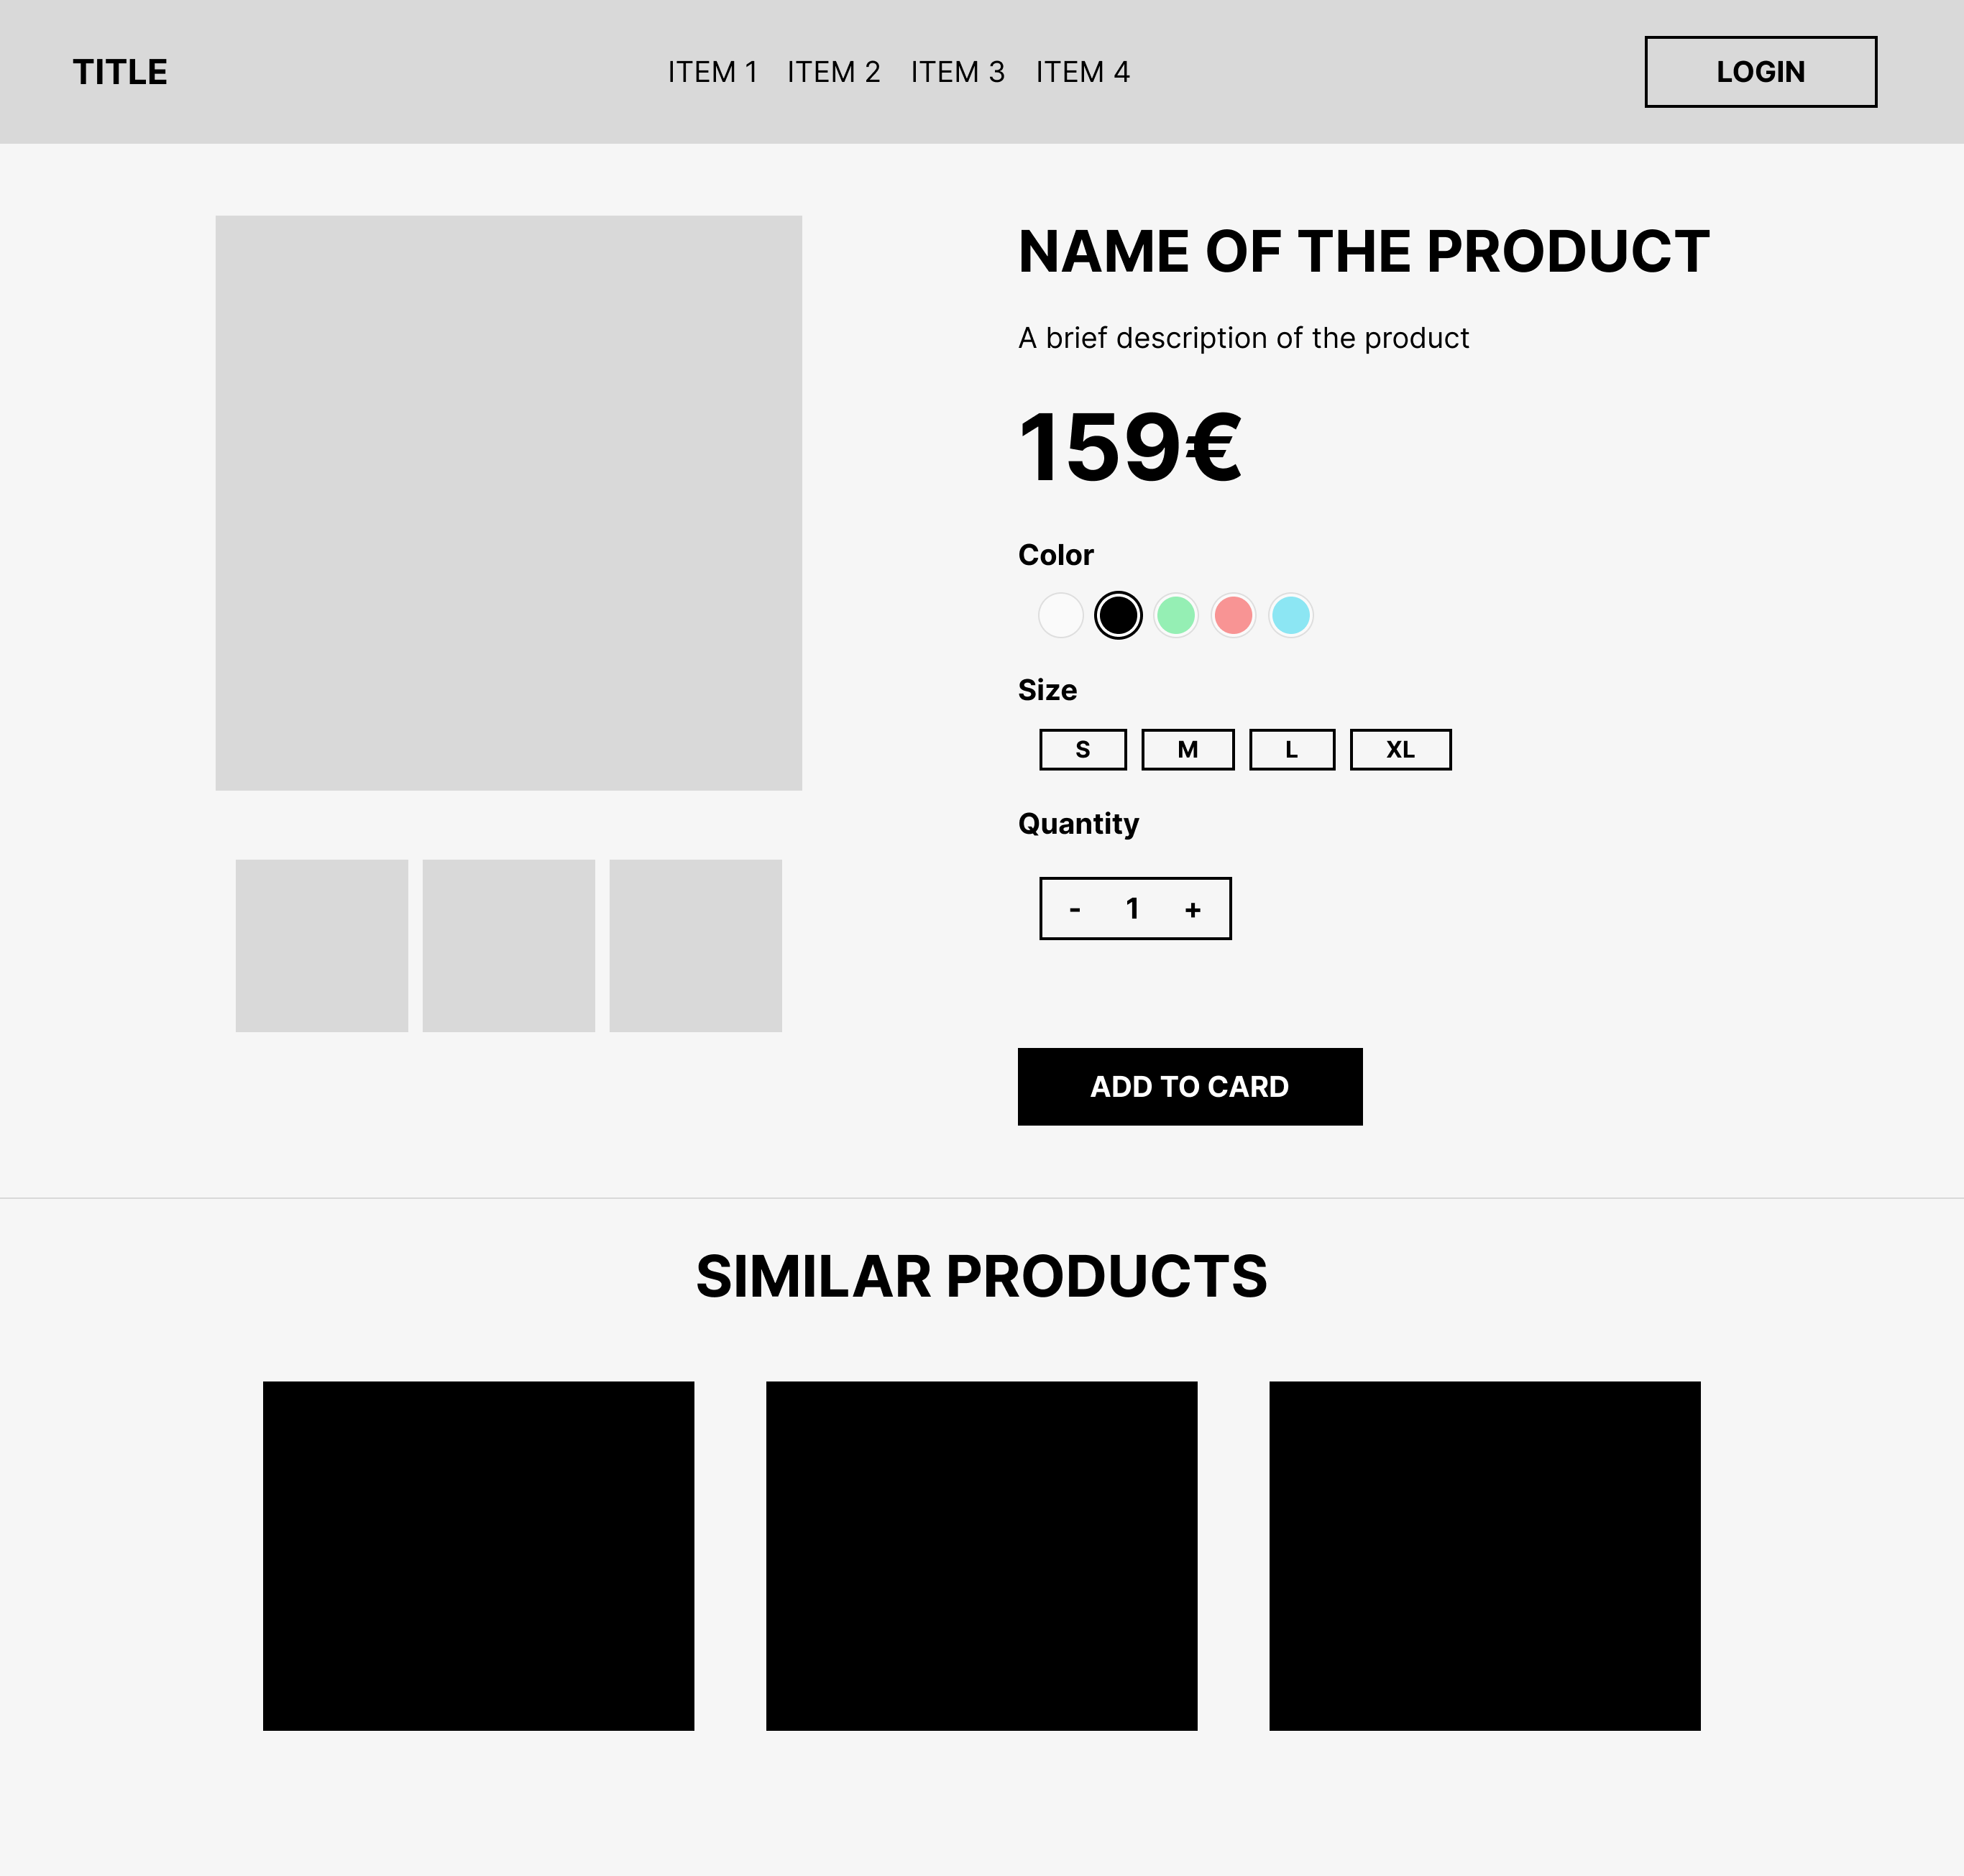 TITLE
ITEM 1 ITEM 2 ITEM 3 ITEM 4
LOGIN
NAME OF THE PRODUCT
A brief description of the product
159€
Color
Size
S M L XL
Quantity
- 1 +
ADD TO CARD
SIMILAR PRODUCTS